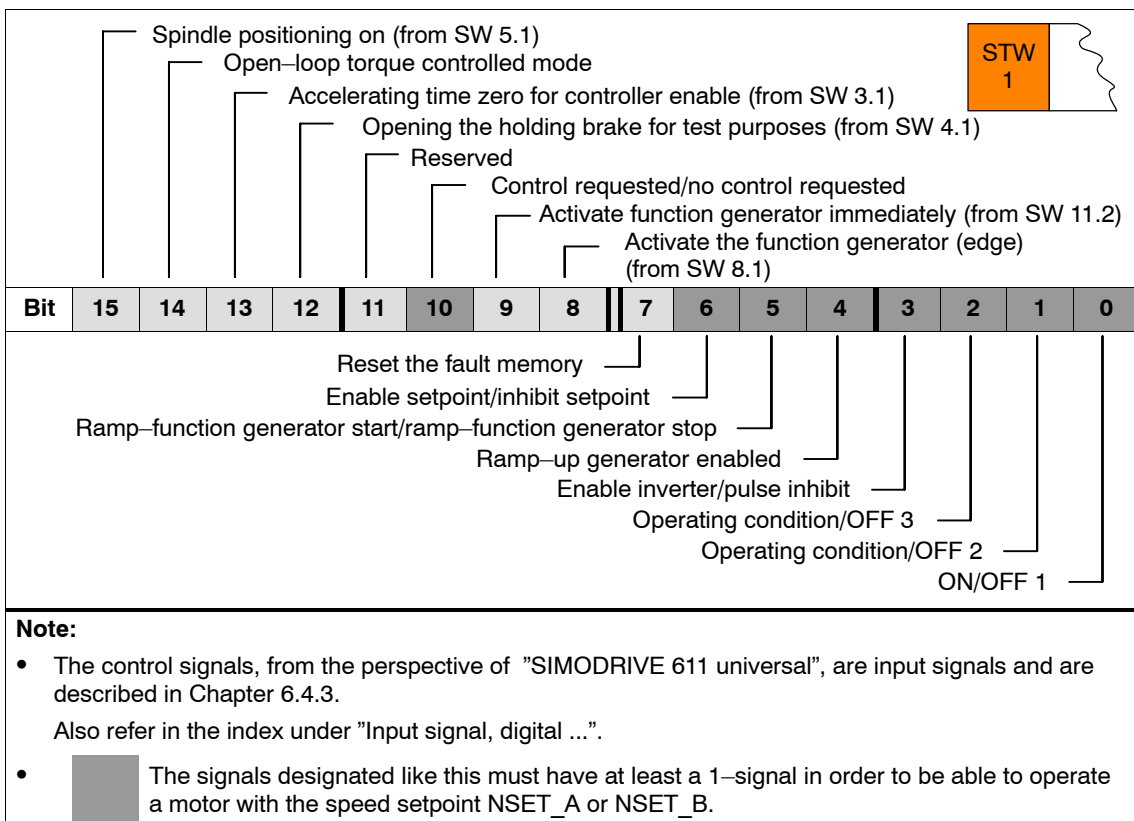 Spindle positioning on (from SW 5.1)
STW
1
Open–loop torque controlled mode
Accelerating time zero for controller enable (from SW 3.1)
Opening the holding brake for test purposes (from SW 4.1)
Reserved
Control requested/no control requested
Activate function generator immediately (from SW 11.2)
Activate the function generator (edge)
(from SW 8.1)
Bit 15 14 13 12 11 10 9 8 7 6 5 4 3 2 1 0
Reset the fault memory
Enable setpoint/inhibit setpoint
Ramp–function generator start/ramp–function generator stop
Ramp–up generator enabled
Enable inverter/pulse inhibit
Operating condition/OFF 3
Operating condition/OFF 2
ON/OFF 1
Note:
• The control signals, from the perspective of ”SIMODRIVE 611 universal”, are input signals and are
described in Chapter 6.4.3.
Also refer in the index under ”Input signal, digital ...”.
• The signals designated like this must have at least a 1–signal in order to be able to operate
a motor with the speed setpoint NSET_A or NSET_B.